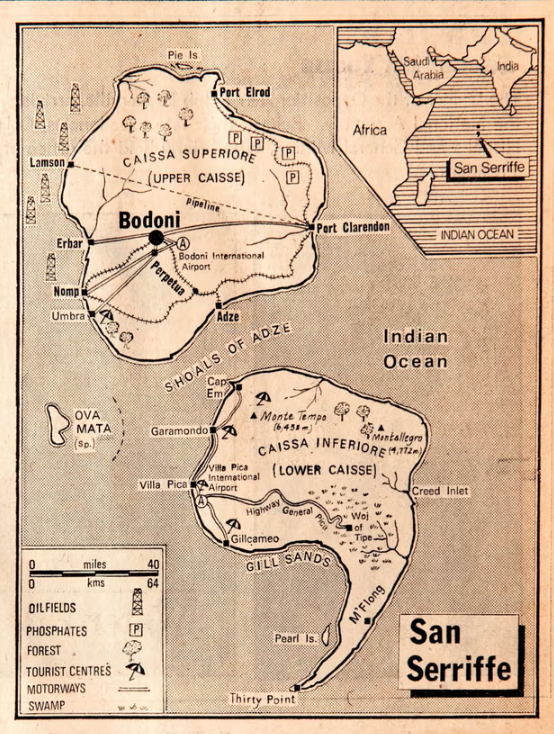 Pie Is.
Port Elrod
P
P
P
P
CAISSA SUPERIORE
(UPPER CAISSE)
Lamson
pipeline
Bodoni
Port Clarendon
Erbar
A
Bodoni International
Airport
Perpetua
Nomp
Umbra
Adze
SHOALS OF ADZE
Saudi
Arabia
India
Africa
San Serriffe
INDIAN OCEAN
Indian
Ocean
Cap
Em
Monte Tempo
(6,438m)
Garamondo
Montallegro
(4,772m)
CAISSA INFERIORE
(LOWER CAISSE)
OVA
MATA
(Sp.)
Villa Pica
International
Airport
Villa Pica
A
Creed Inlet
Highway General Pica
Woj
of
Tipe
Gillcameo
GILL SANDS
M'Flong
Pearl Is.
Thirty Point
0 miles 40
0 kms 64
OILFIELDS
PHOSPHATES P
FOREST
TOURIST CENTRES
MOTORWAYS
SWAMP
San
Serriffe